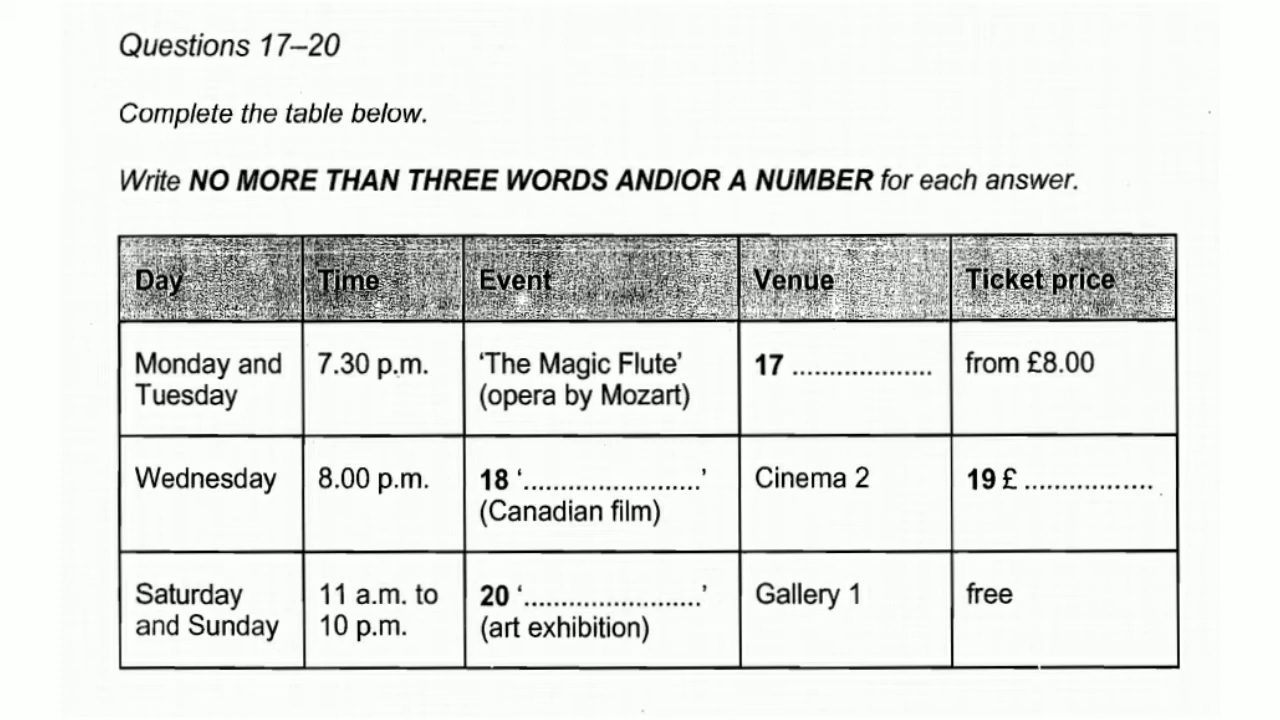 Questions 17–20
Complete the table below.
Write NO MORE THAN THREE WORDS AND/OR A NUMBER for each answer.
Day Time Event Venue Ticket price
Monday and 7.30 p.m. ‘The Magic Flute’ 17 ................... from £8.00
Tuesday (opera by Mozart)
Wednesday 8.00 p.m. 18 ‘........................’ Cinema 2 19 £ .................
(Canadian film)
Saturday 11 a.m. to 20 ‘........................’ Gallery 1 free
and Sunday 10 p.m. (art exhibition)